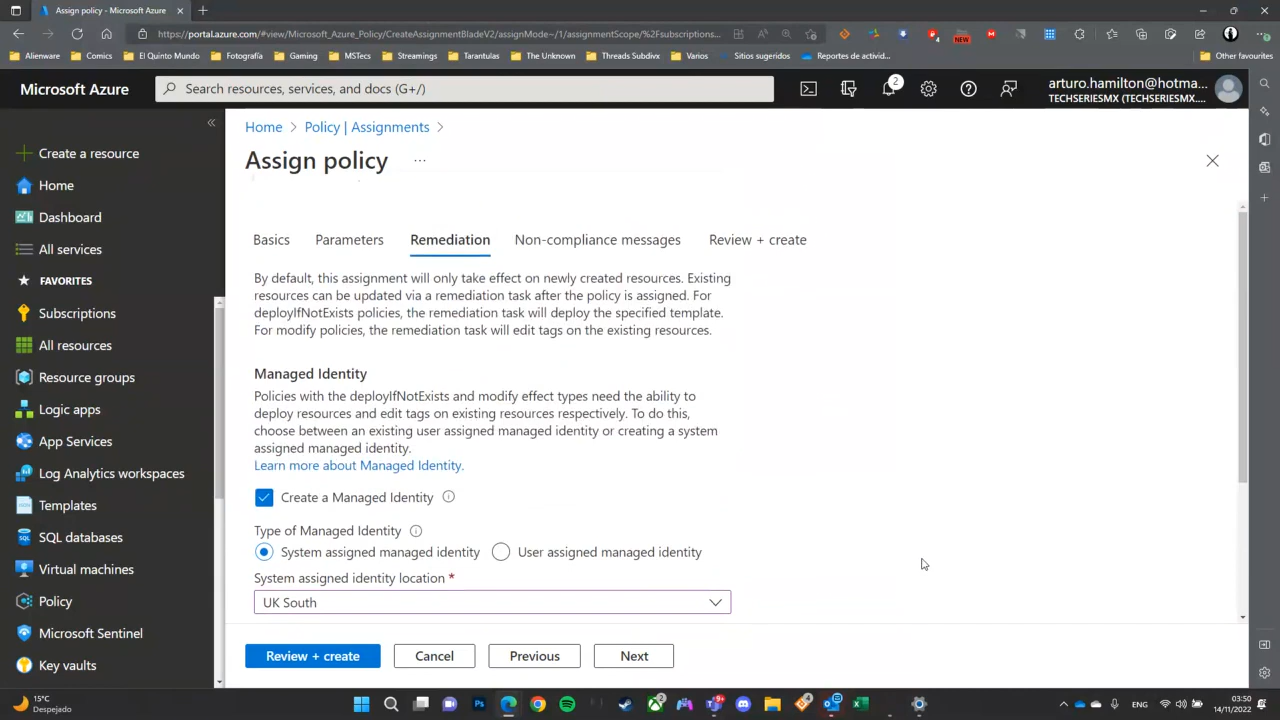 Assign policy - Microsoft Azure
https://portal.azure.com/#view/Microsoft_Azure_Policy/CreateAssignmentBladeV2/assignMode~/1/assignmentScope/%2Fsubscriptions...
4
NEW
Alienware
Comics
El Quinto Mundo
Fotografía
Gaming
MSTecs
Streamings
Tarantulas
The Unknown
Threads Subdivx
Varios
Sitios sugeridos
Reportes de activid...
Other favourites
Microsoft Azure
Search resources, services, and docs (G+/)
2
arturo.hamilton@hotma...
TECHSERIESMX (TECHSERIESMX....
Create a resource
Home
Dashboard
All services
FAVORITES
Subscriptions
All resources
Resource groups
Logic apps
App Services
Log Analytics workspaces
Templates
SQL databases
Virtual machines
Policy
Microsoft Sentinel
Key vaults
Home > Policy | Assignments >
Assign policy ...
Basics
Parameters
Remediation
Non-compliance messages
Review + create
By default, this assignment will only take effect on newly created resources. Existing
resources can be updated via a remediation task after the policy is assigned. For
deployIfNotExists policies, the remediation task will deploy the specified template.
For modify policies, the remediation task will edit tags on the existing resources.
Managed Identity
Policies with the deployIfNotExists and modify effect types need the ability to
deploy resources and edit tags on existing resources respectively. To do this,
choose between an existing user assigned managed identity or creating a system
assigned managed identity.
Learn more about Managed Identity.
Create a Managed Identity
Type of Managed Identity
System assigned managed identity
User assigned managed identity
System assigned identity location *
UK South
Review + create
Cancel
Previous
Next
15°C
Despejado
ENG
03:50
14/11/2022